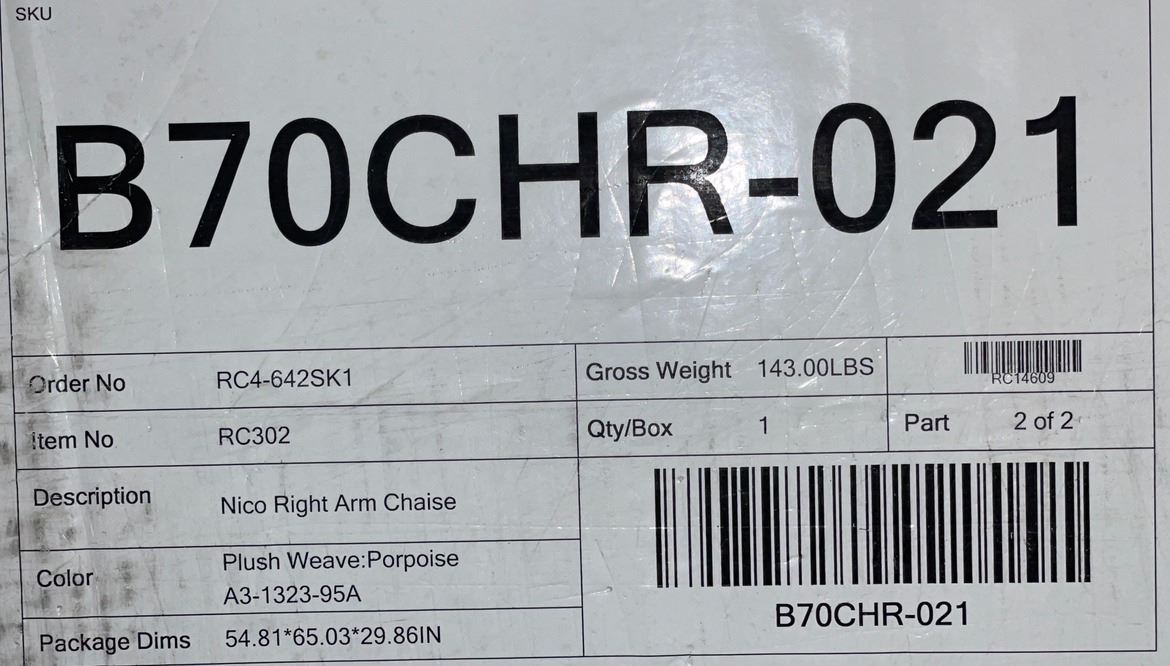 SKU
B70CHR-021
Order No RC4-642SK1 Gross Weight 143.00LBS RC14609
Item No RC302 Qty/Box 1 Part 2 of 2
Description Nico Right Arm Chaise
Color Plush Weave:Porpoise
A3-1323-95A
B70CHR-021
Package Dims 54.81*65.03*29.86IN